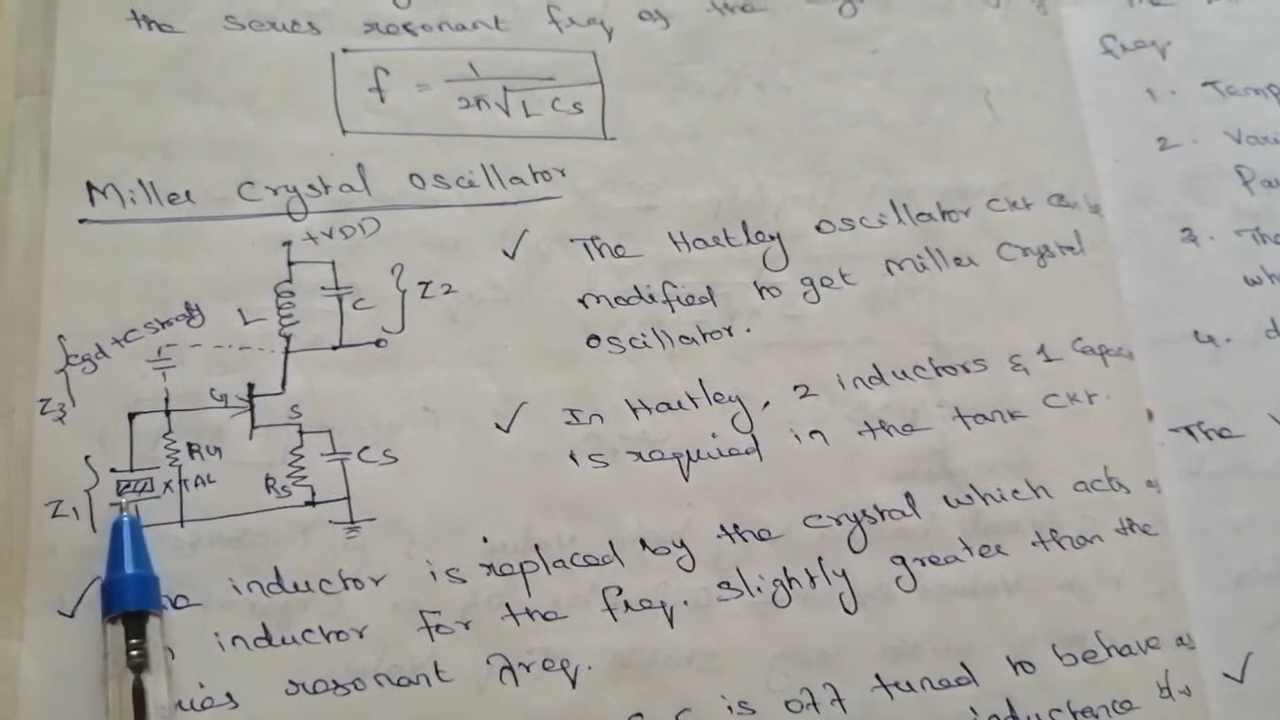 the series resonant freq of the
f = 1 / 2π√L Cs
Miller Crystal Oscillator
+VDD
L
C
Z2
Cgd + Cstray
Z3
G
S
RG
XTAL
Z1
Rs
CS
✓ The Hartley oscillator ckt can be
modified to get Miller Crystal
oscillator.
✓ In Hartley, 2 inductors & 1 Capac
is required in the tank ckt.
✓ inductor is replaced by the crystal which acts
inductor for the freq. slightly greater than the
resonant freq.
is off tuned to behave as
inductance
freq
1. Temp
2. Vari
Pa
3. The
wh
4. d
The
✓